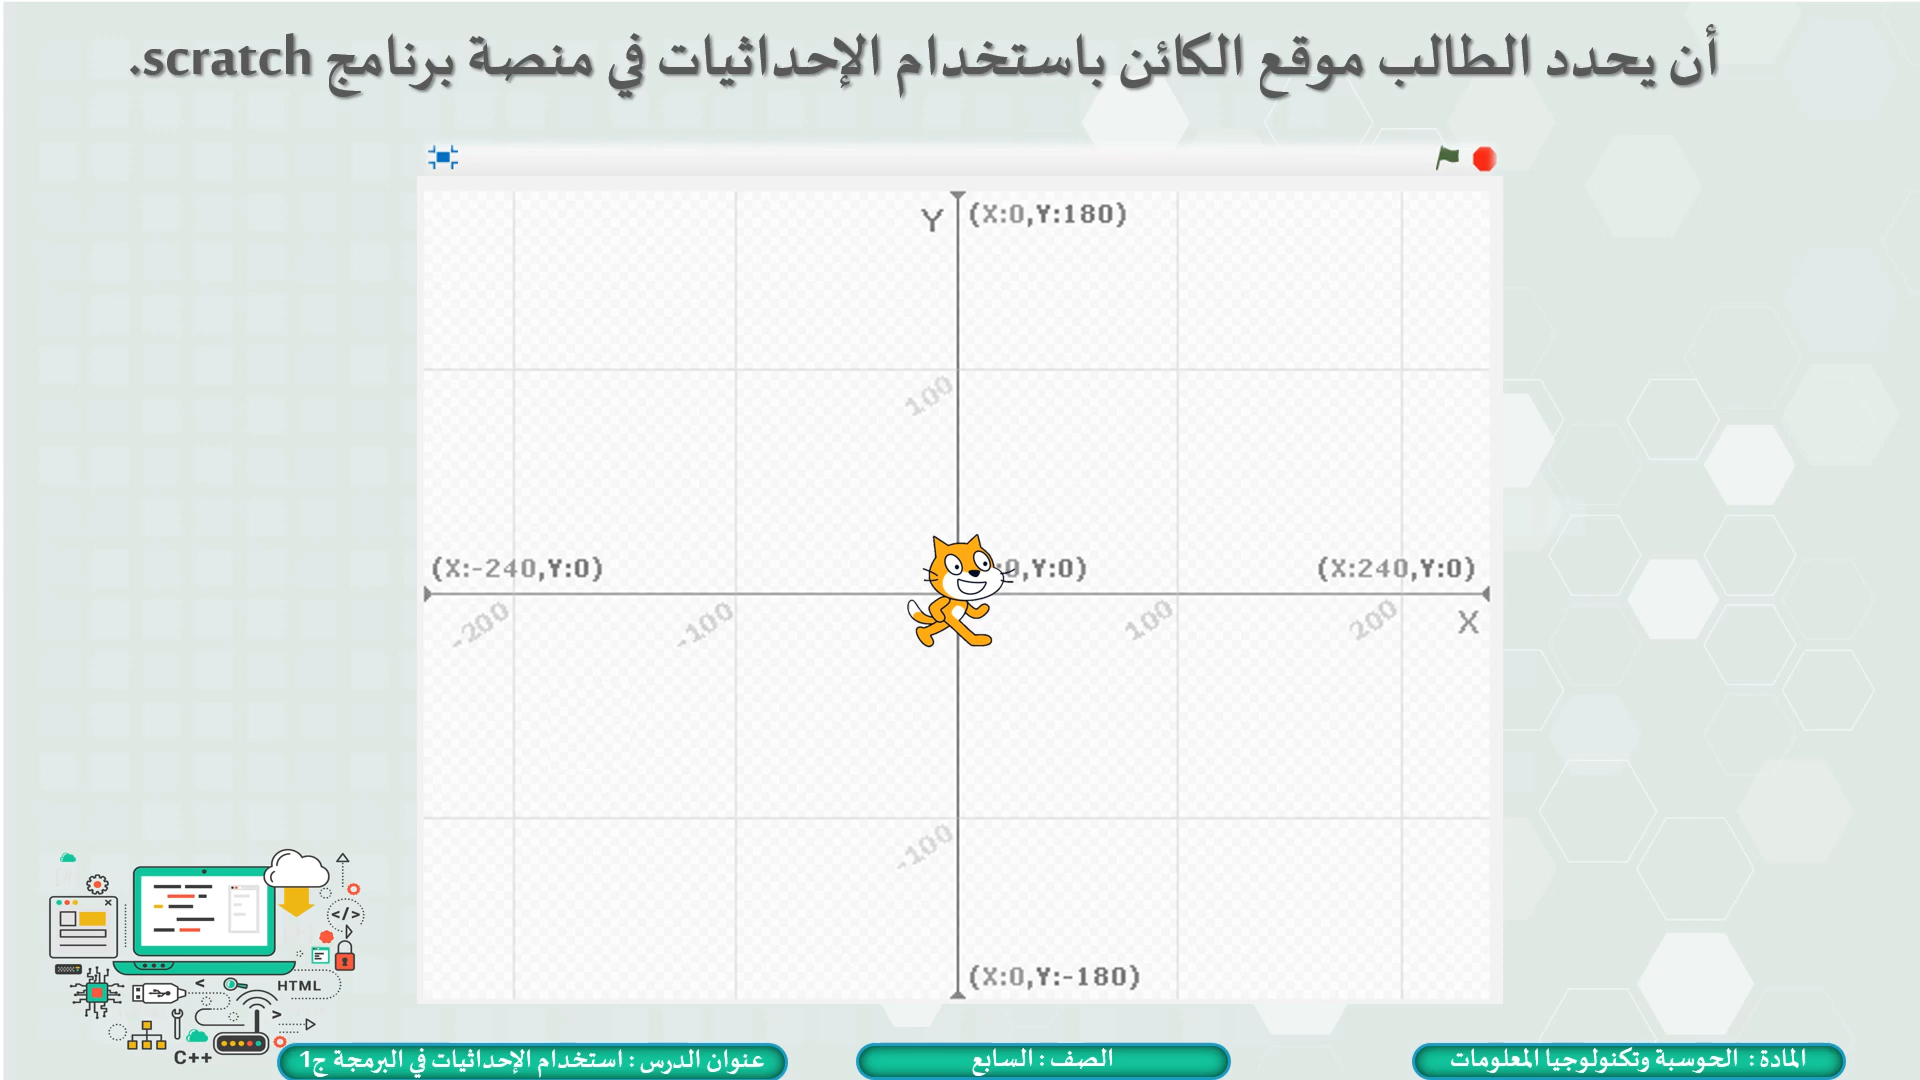 أن يحدد الطالب موقع الكائن باستخدام الإحداثيات في منصة برنامج scratch.
Y
(X:0,Y:180)
100
(X:-240,Y:0)
:0,Y:0)
(X:240,Y:0)
-200
-100
100
200
X
-100
(X:0,Y:-180)
</>
HTML
C++
المادة : الحوسبة وتكنولوجيا المعلومات
الصف : السابع
عنوان الدرس : استخدام الإحداثيات في البرمجة ج1